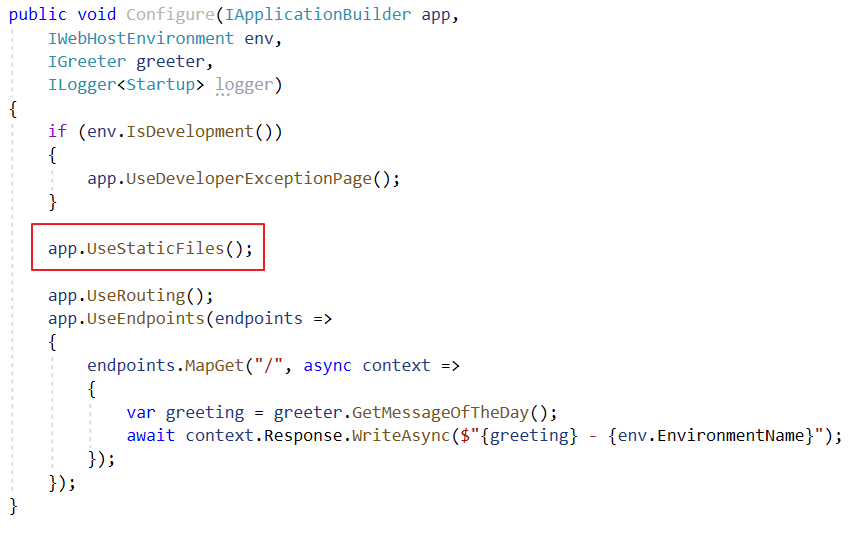 public void Configure(IApplicationBuilder app,
    IWebHostEnvironment env,
    IGreeter greeter,
    ILogger<Startup> logger)
{
    if (env.IsDevelopment())
    {
        app.UseDeveloperExceptionPage();
    }
    app.UseStaticFiles();
    app.UseRouting();
    app.UseEndpoints(endpoints =>
    {
        endpoints.MapGet("/", async context =>
        {
            var greeting = greeter.GetMessageOfTheDay();
            await context.Response.WriteAsync($"{greeting} - {env.EnvironmentName}");
        });
    });
}